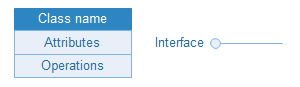 Class name
Attributes
Interface
Operations